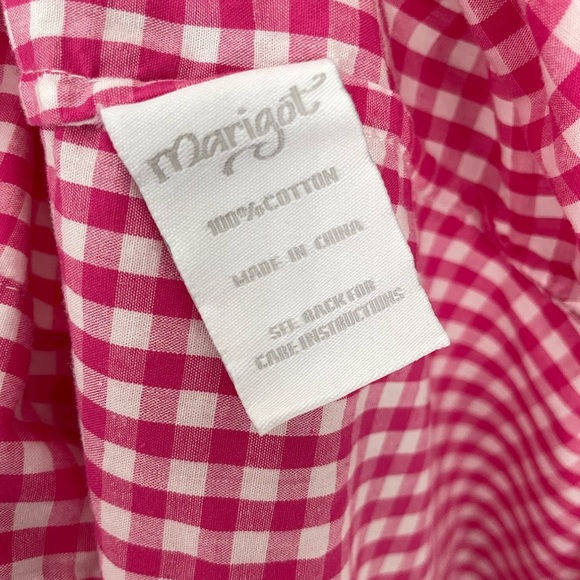 marigot
100% COTTON
MADE IN CHINA
SEE BACK FOR
CARE INSTRUCTIONS